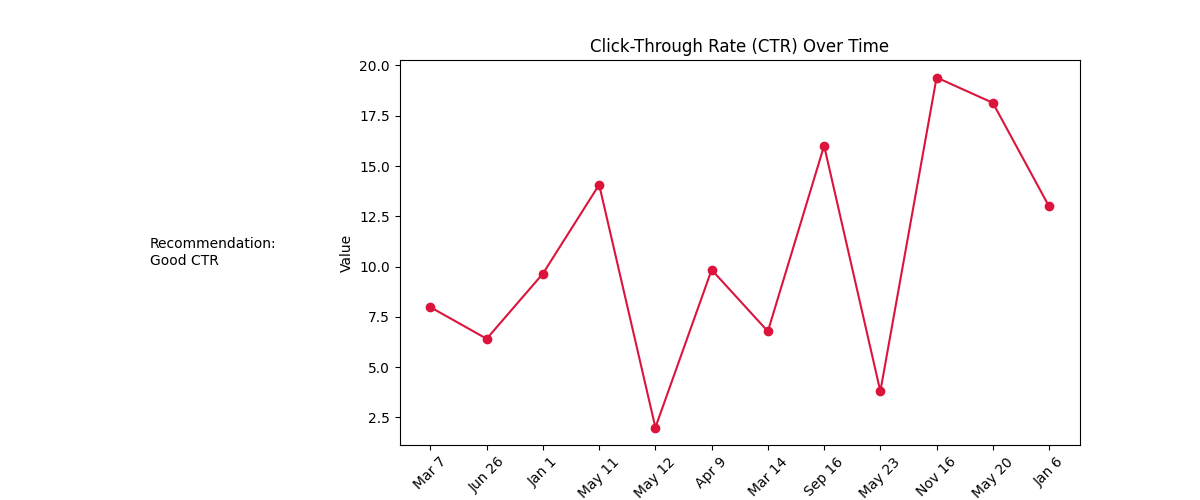 Click-Through Rate (CTR) Over Time
20.0
17.5
15.0
12.5
10.0
7.5
5.0
2.5
Value
Recommendation:
Good CTR
Mar 7
Jun 26
Jan 1
May 11
May 12
Apr 9
Mar 14
Sep 16
May 23
Nov 16
May 20
Jan 6